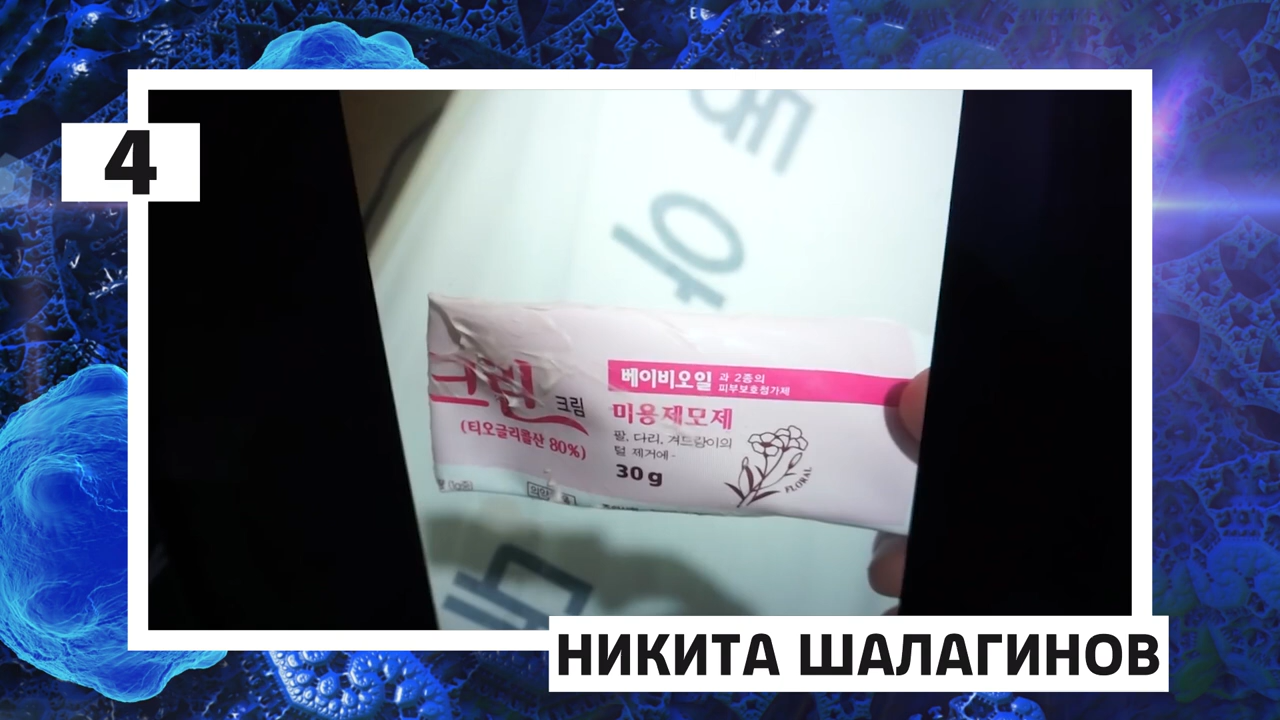 4
크린 크림
(티오글리콜산 80%)
베이비오일 과 2종의
피부보호첨가제
미용제모제
팔, 다리, 겨드랑이의
털 제거에-
30g
FLORAL
НИКИТА ШАЛАГИНОВ